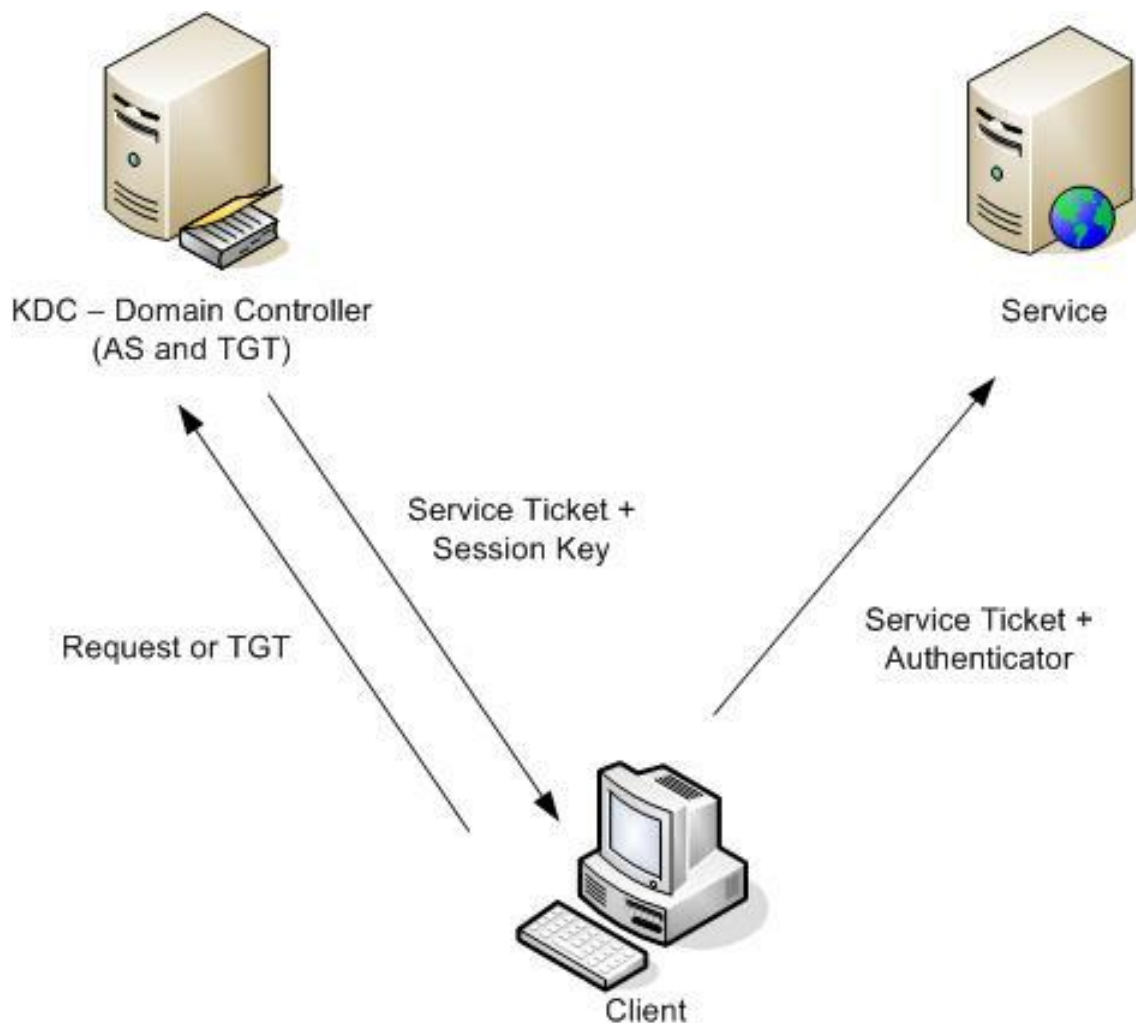 KDC – Domain Controller
(AS and TGT)
Service
Service Ticket +
Session Key
Request or TGT
Service Ticket +
Authenticator
Client